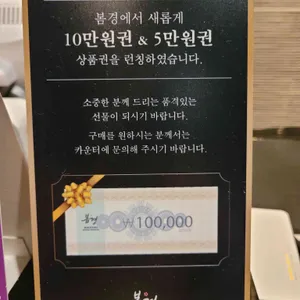 봄경에서 새롭게
10만원권 & 5만원권
상품권을 런칭하였습니다.
소중한 분께 드리는 품격있는
선물이 되시기 바랍니다.
구매를 원하시는 분께서는
카운터에 문의해 주시기 바랍니다.
봄경
₩100,000